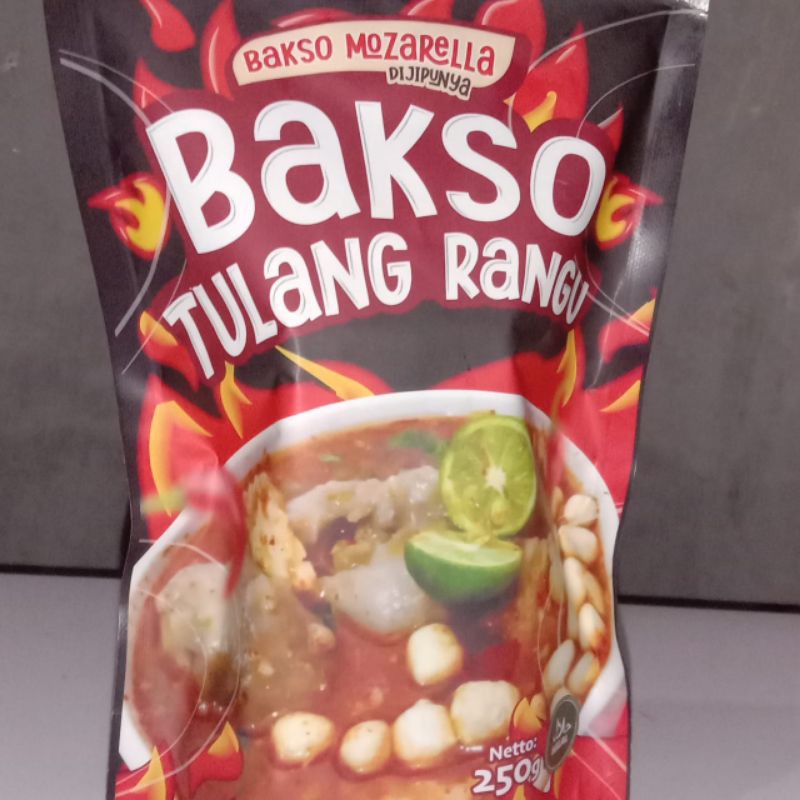 BAKSO MOZARELLA
DIJIPUNYA
BAKSO
TULANG RANGU
Netto:
250g